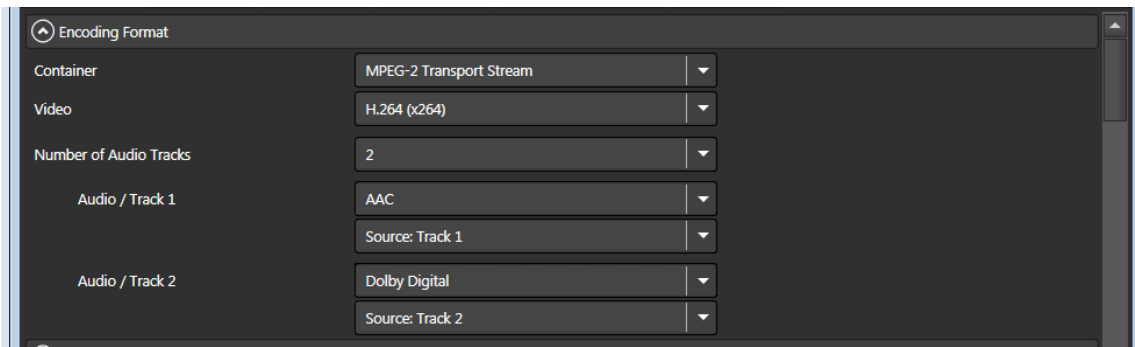 Encoding Format
Container MPEG-2 Transport Stream
Video H.264 (x264)
Number of Audio Tracks 2
Audio / Track 1 AAC
Source: Track 1
Audio / Track 2 Dolby Digital
Source: Track 2